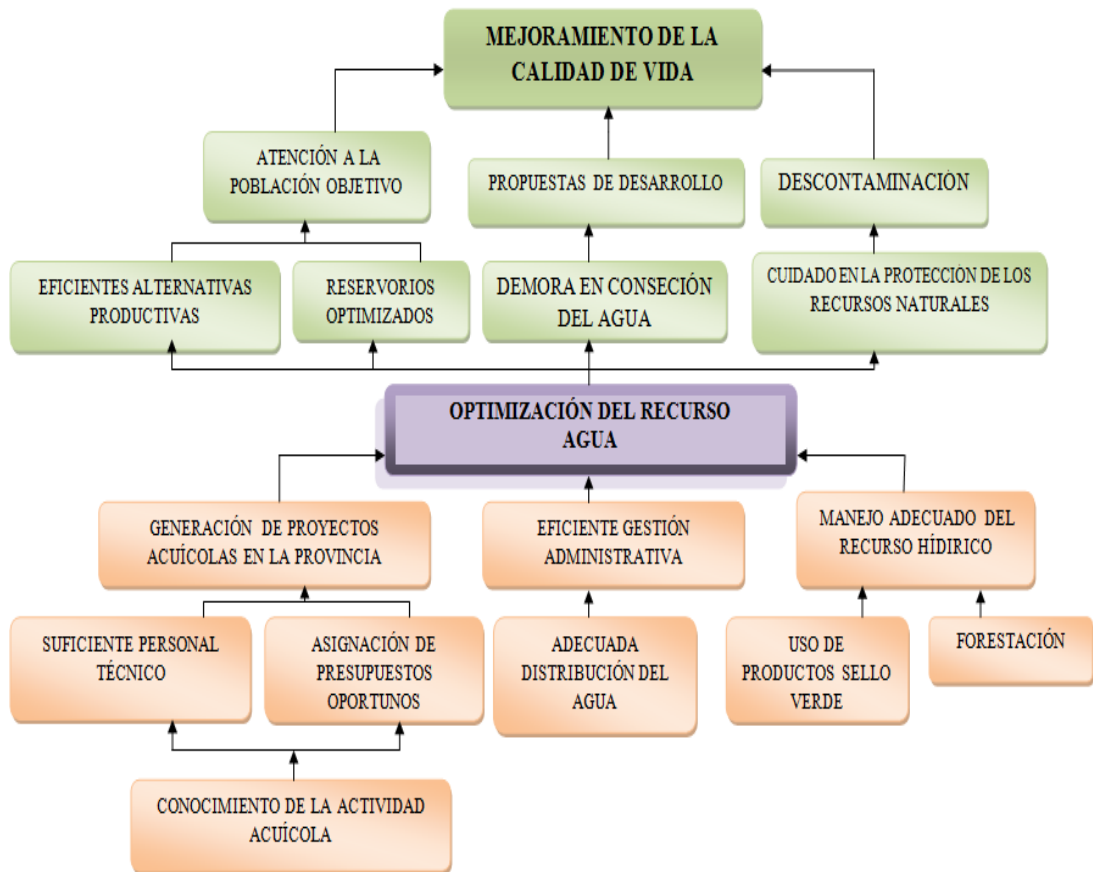 MEJORAMIENTO DE LA
CALIDAD DE VIDA
ATENCIÓN A LA
POBLACIÓN OBJETIVO
PROPUESTAS DE DESARROLLO
DESCONTAMINACIÓN
EFICIENTES ALTERNATIVAS
PRODUCTIVAS
RESERVORIOS
OPTIMIZADOS
DEMORA EN CONSECIÓN
DEL AGUA
CUIDADO EN LA PROTECCIÓN DE LOS
RECURSOS NATURALES
OPTIMIZACIÓN DEL RECURSO
AGUA
GENERACIÓN DE PROYECTOS
ACUÍCOLAS EN LA PROVINCIA
EFICIENTE GESTIÓN
ADMINISTRATIVA
MANEJO ADECUADO DEL
RECURSO HÍDIRICO
SUFICIENTE PERSONAL
TÉCNICO
ASIGNACIÓN DE
PRESUPUESTOS
OPORTUNOS
ADECUADA
DISTRIBUCIÓN DEL
AGUA
USO DE
PRODUCTOS SELLO
VERDE
FORESTACIÓN
CONOCIMIENTO DE LA ACTIVIDAD
ACUÍCOLA